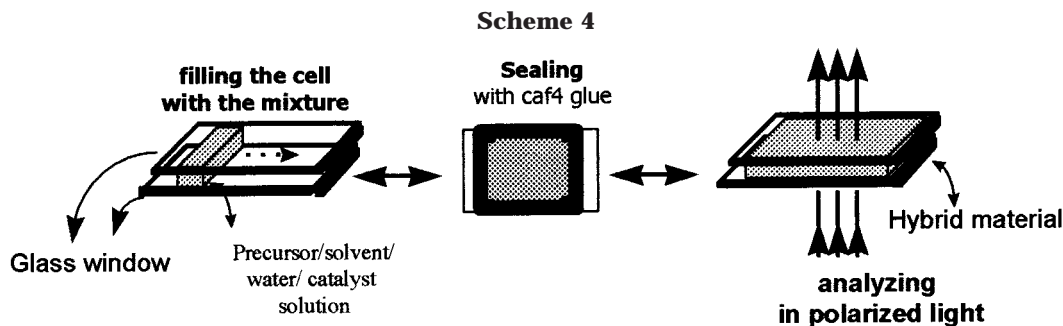 Scheme 4
filling the cell
with the mixture
Sealing
with caf4 glue
Glass window
Precursor/solvent/
water/ catalyst
solution
Hybrid material
analyzing
in polarized light